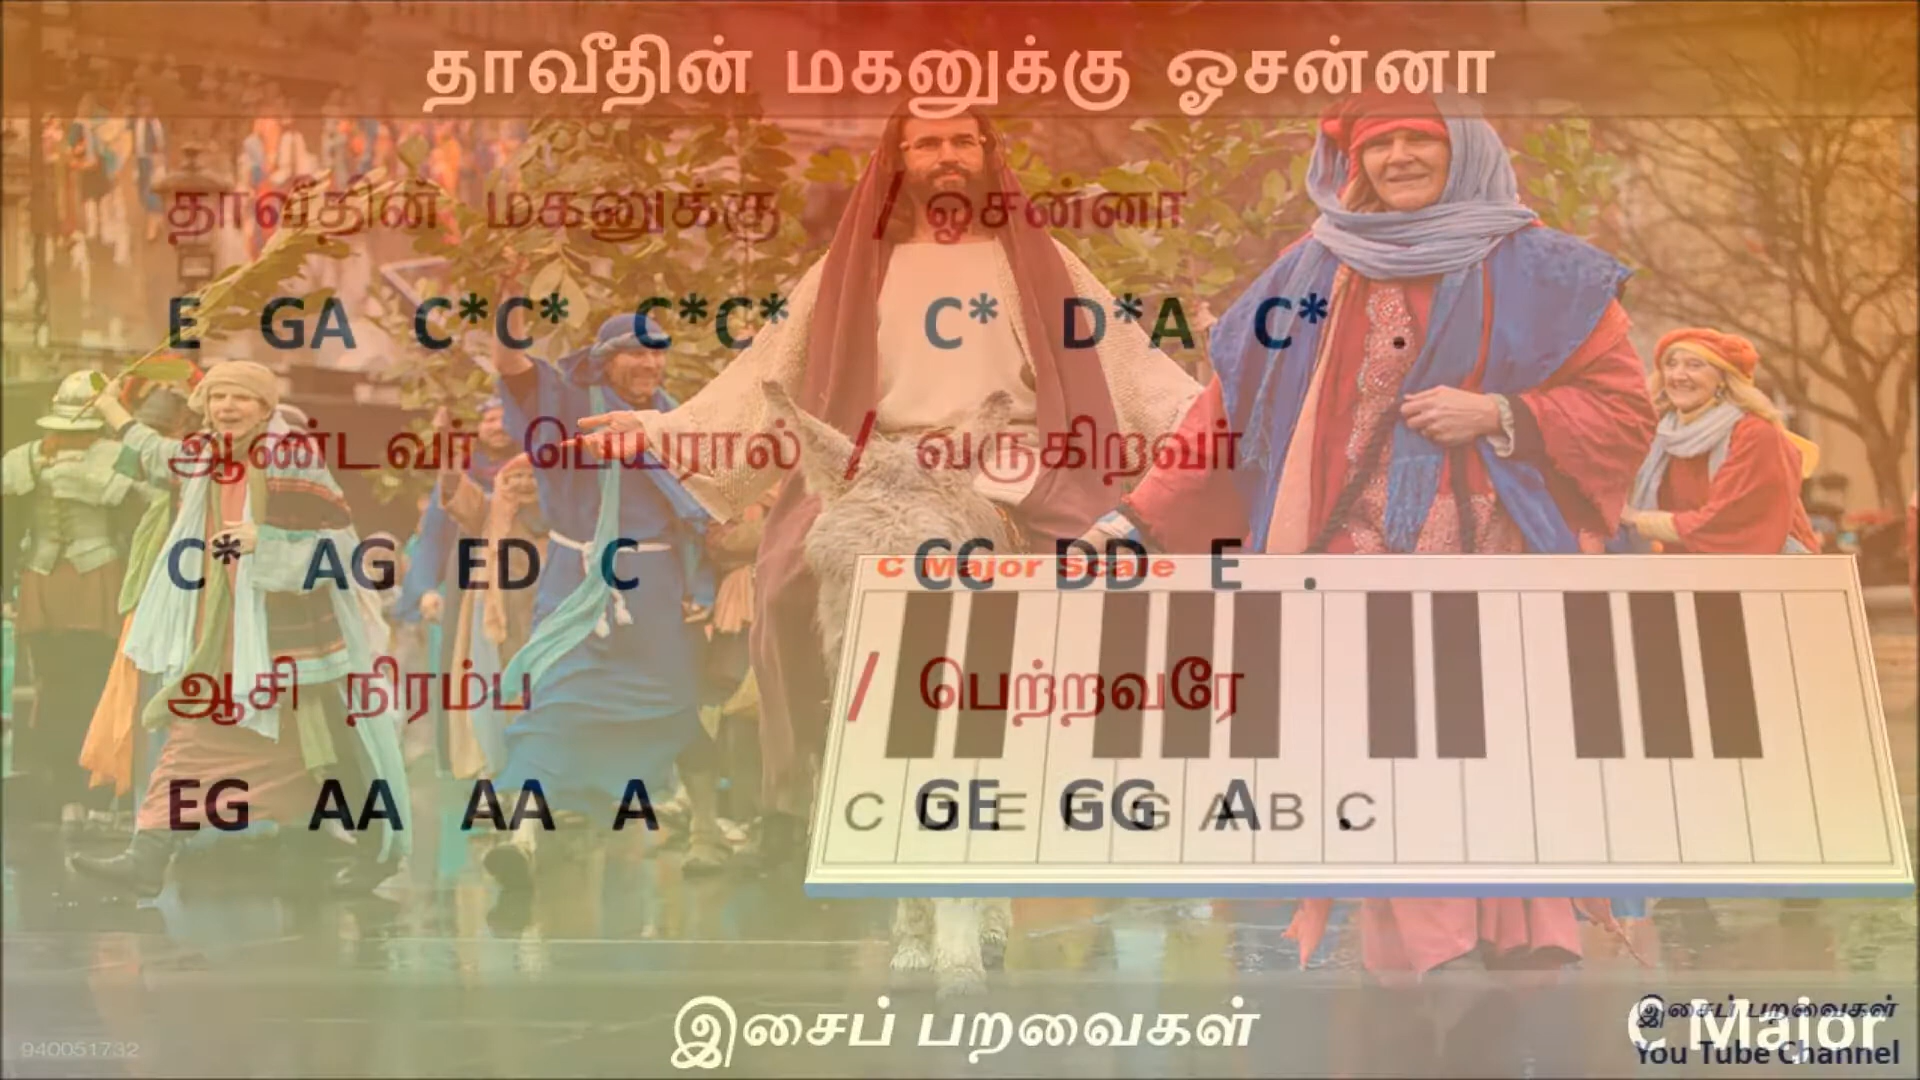 தாவீதின் மகனுக்கு ஓசன்னா
தாவீதின் மகனுக்கு / ஓசன்னா
E GA C*C* C*C* C* D*A C*
ஆண்டவர் பெயரால் / வருகிறவர்
C* AG ED C CC DD E .
C Major Scale
ஆசி நிரம்ப / பெற்றவரே
EG AA AA A GE GG A .
C D E F G A B C
இசைப் பறவைகள்
இசைப் பறவைகள்
C Major
You Tube Channel
940051732